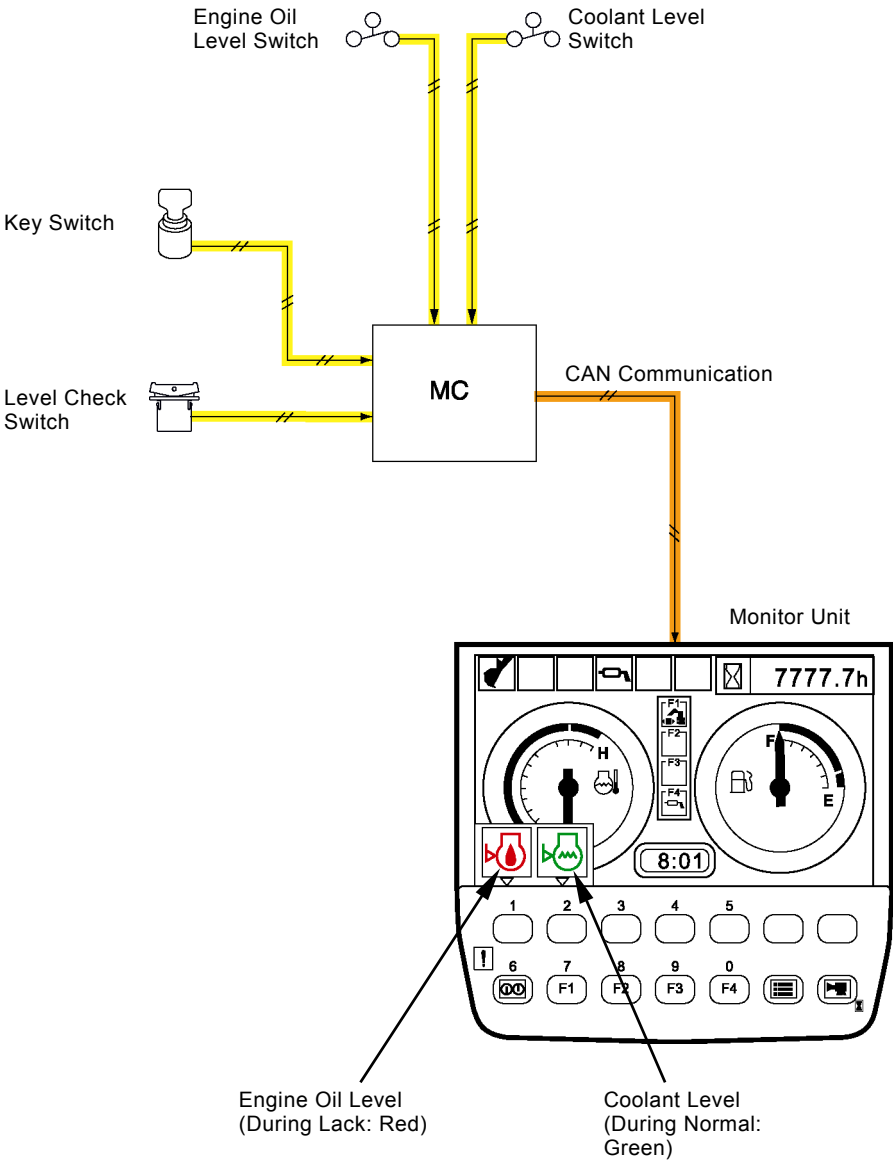 Engine Oil
Level Switch
Coolant Level
Switch
Key Switch
Level Check
Switch
MC
CAN Communication
Monitor Unit
7777.7h
H
F1
F2
F3
F4
F
E
8:01
1 2 3 4 5
6 7 8 9 0
F1 F2 F3 F4
Engine Oil Level
(During Lack: Red)
Coolant Level
(During Normal:
Green)